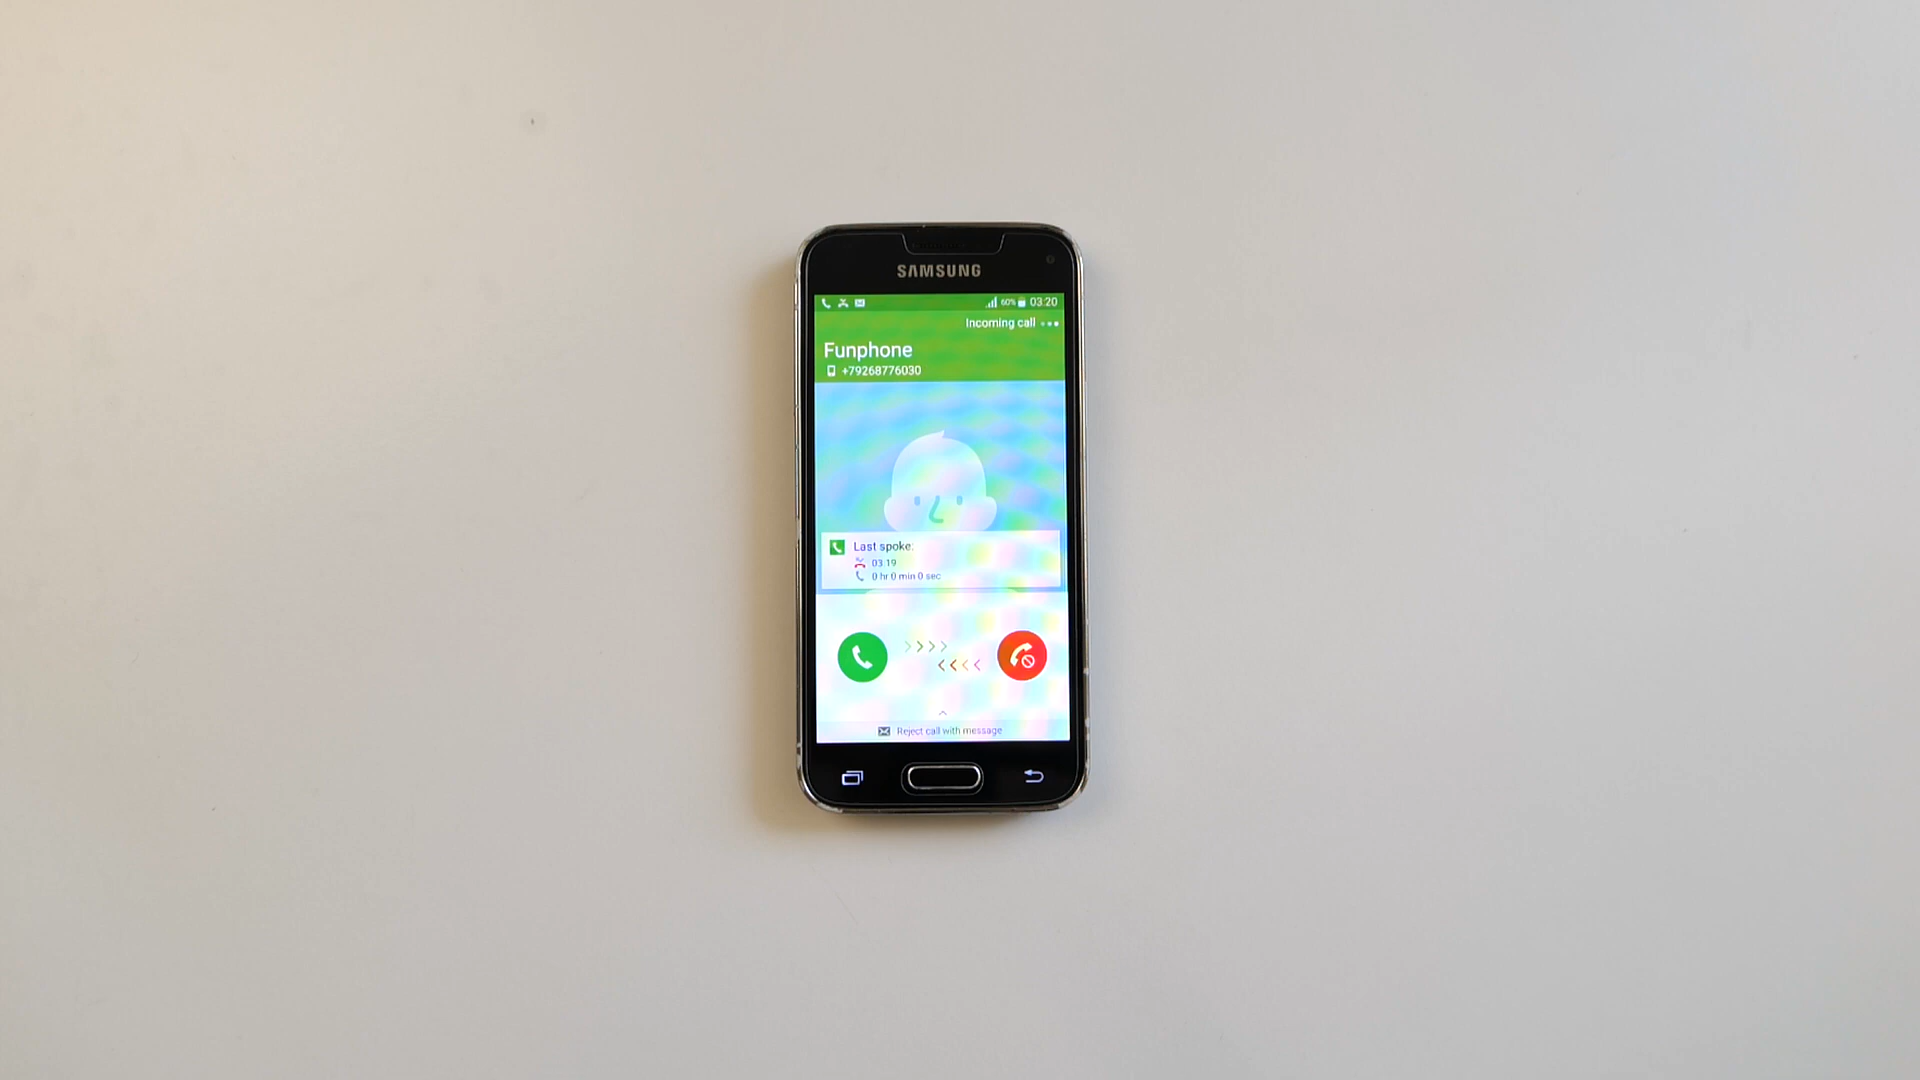 SAMSUNG
60% 03:20
Incoming call
Funphone
+79268776030
Last spoke:
03:19
0 hr 0 min 0 sec
Reject call with message